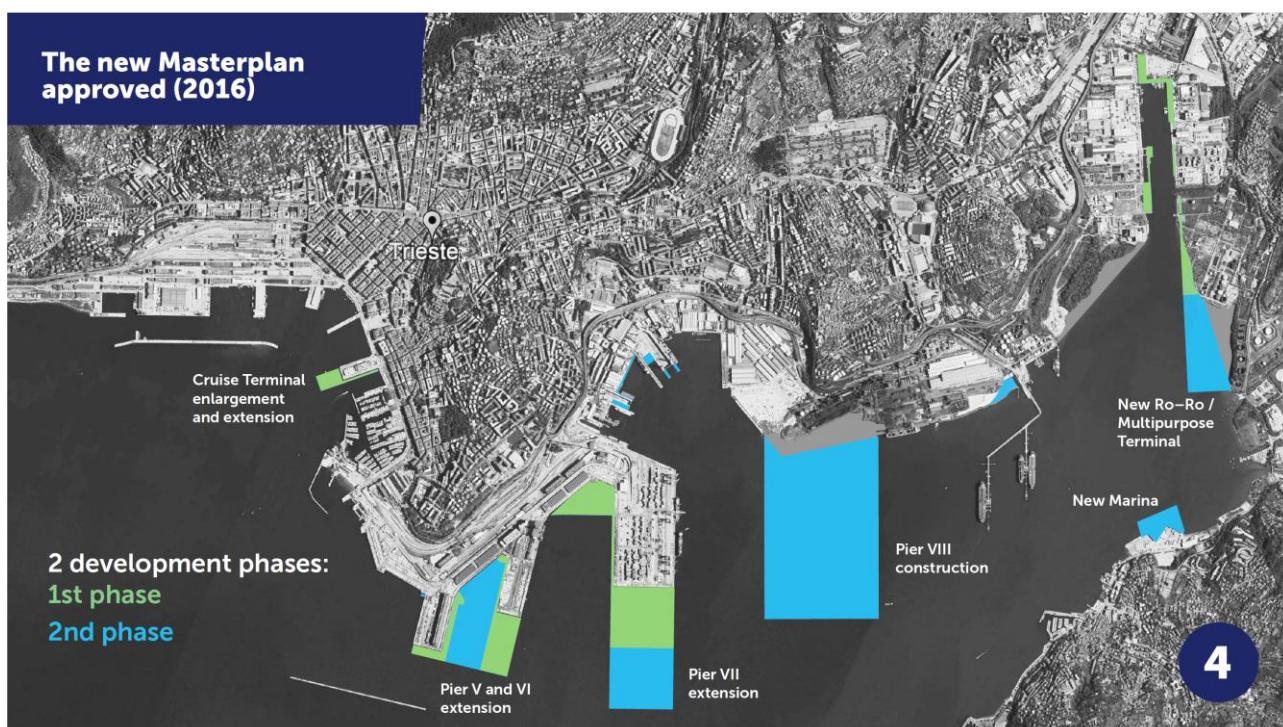 The new Masterplan
approved (2016)
Trieste
Cruise Terminal
enlargement
and extension
New Ro–Ro /
Multipurpose
Terminal
New Marina
Pier VIII
construction
2 development phases:
1st phase
2nd phase
Pier V and VI
extension
Pier VII
extension
4